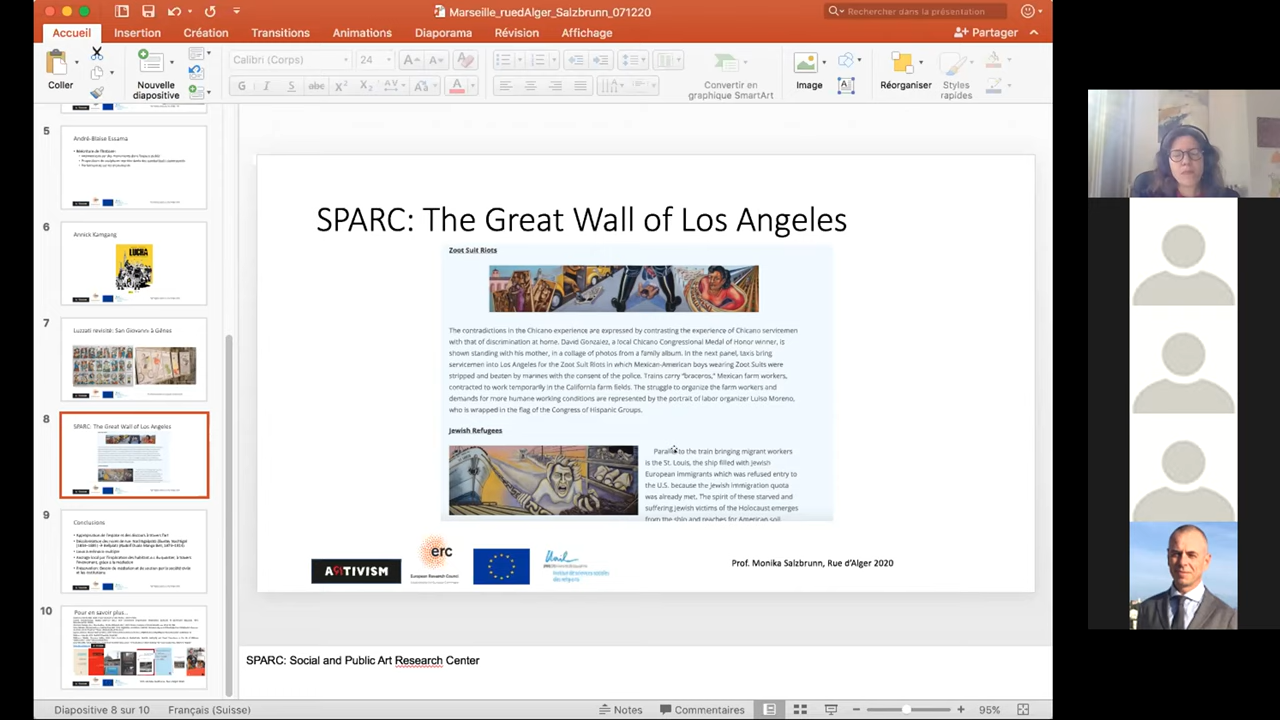 Marseille_ruedAlger_Salzbrunn_071220
Rechercher dans la présentation
Accueil Insertion Création Transitions Animations Diaporama Révision Affichage
Partager
Coller
Nouvelle
diapositive
Calibri (Corps) 24
G I S abc
Convertir en
graphique SmartArt
Image
Réorganiser
Styles
rapides
5
André-Blaise Essama
6
Annick Kamgang
LUCHA
7
Luzzati revisité: San Giovanni à Gênes
8
SPARC: The Great Wall of Los Angeles
9
Conclusions
10
Pour en savoir plus...
SPARC: The Great Wall of Los Angeles
Zoot Suit Riots
The contradictions in the Chicano experience are expressed by contrasting the experience of Chicano servicemen
with that of discrimination at home. David Gonzalez, a local Chicano Congressional Medal of Honor winner, is
shown standing with his mother, in a collage of photos from a family album. In the next panel, taxis bring
servicemen into Los Angeles for the Zoot Suit Riots in which Mexican-American boys wearing Zoot Suits were
stripped and beaten by marines with the consent of the police. Trains carry "braceros," Mexican farm workers,
contracted to work temporarily in the California farm fields. The struggle to organize the farm workers and
demands for more humane working conditions are represented by the portrait of labor organizer Luisa Moreno,
who is wrapped in the flag of the Congress of Hispanic Groups.
Jewish Refugees
Parallel to the train bringing migrant workers
is the St. Louis, the ship filled with Jewish
European immigrants which was refused entry to
the U.S. because the Jewish immigration quota
was already met. The spirit of these starved and
suffering Jewish victims of the Holocaust emerges
from the ship and reaches for American soil
ARTIVISM
erc
European Research Council
Unil
Prof. Monika Salzbrunn, Rue d'Alger 2020
SPARC: Social and Public Art Research Center
Diapositive 8 sur 10 Français (Suisse) Notes Commentaires 95%